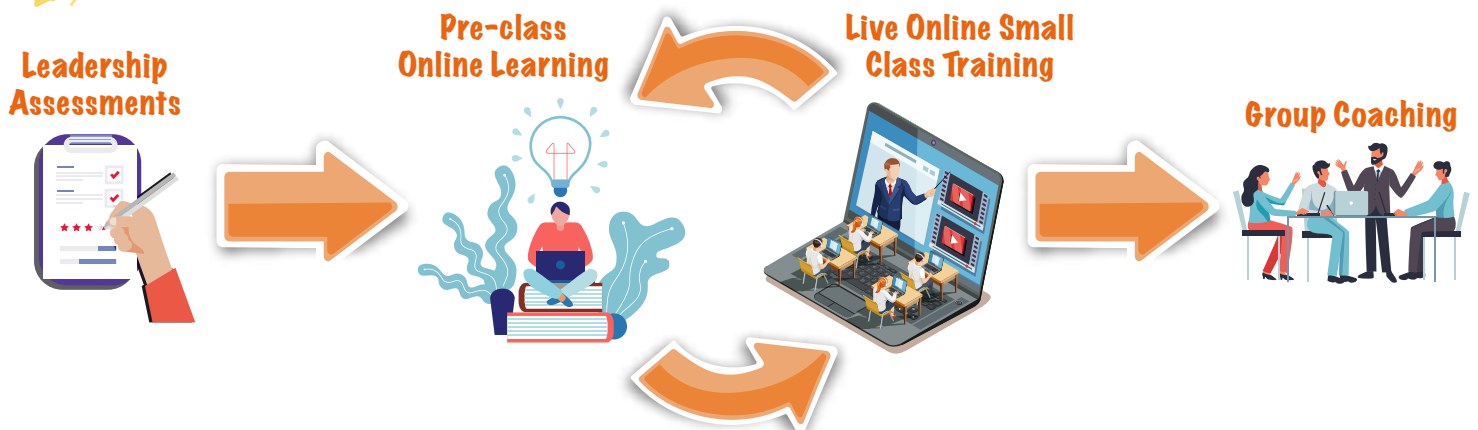 Leadership
Assessments
Pre-class
Online Learning
Live Online Small
Class Training
Group Coaching